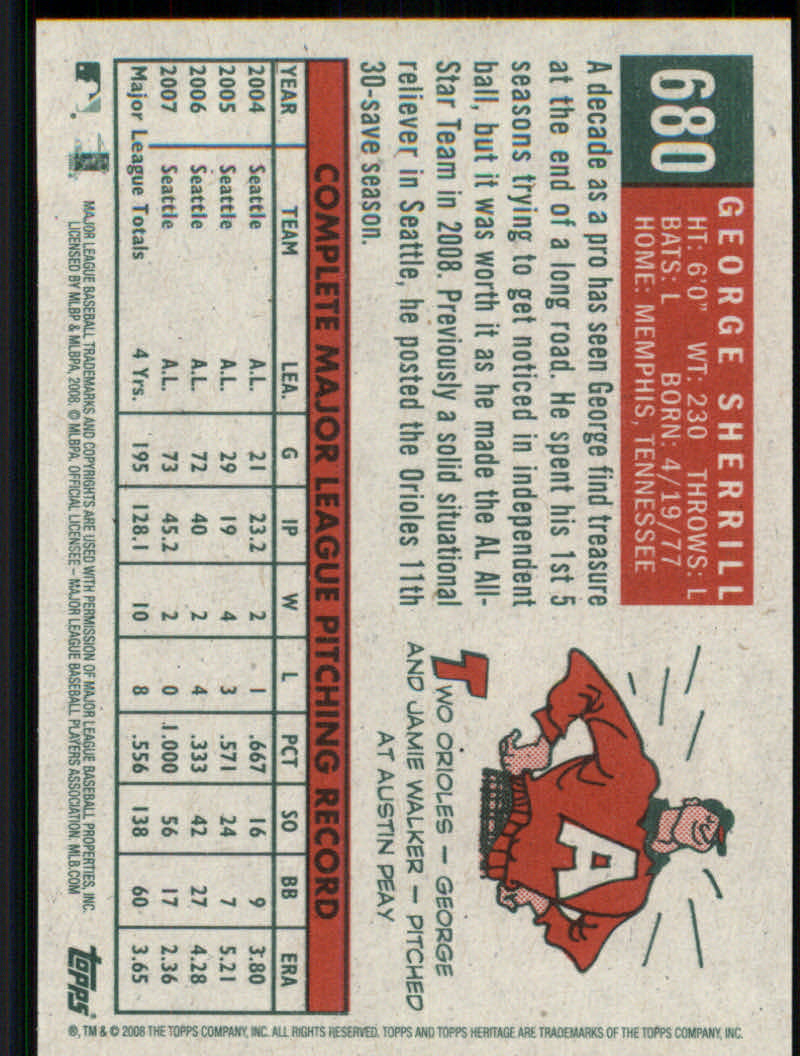 680
GEORGE SHERRILL
HT: 6'0" WT: 230 THROWS: L
BATS: L BORN: 4/19/77
HOME: MEMPHIS, TENNESSEE
A decade as a pro has seen George find treasure
at the end of a long road. He spent his 1st 5
seasons trying to get noticed in independent
ball, but it was worth it as he made the AL All-
Star Team in 2008. Previously a solid situational
reliever in Seattle, he posted the Orioles 11th
30-save season.
A
TWO ORIOLES – GEORGE
AND JAMIE WALKER – PITCHED
AT AUSTIN PEAY
COMPLETE MAJOR LEAGUE PITCHING RECORD
YEAR TEAM LEA. G IP W L PCT SO BB ERA
2004 Seattle A.L. 21 23.2 2 1 .667 16 9 3.80
2005 Seattle A.L. 29 19 4 3 .571 24 7 5.21
2006 Seattle A.L. 72 40 2 4 .333 42 27 4.28
2007 Seattle A.L. 73 45.2 2 0 1.000 56 17 2.36
Major League Totals 4 Yrs. 195 128.1 10 8 .556 138 60 3.65
MAJOR LEAGUE BASEBALL TRADEMARKS AND COPYRIGHTS ARE USED WITH PERMISSION OF MAJOR LEAGUE BASEBALL PROPERTIES, INC.
LICENSED BY MLBP & MLBPA, 2008. © MLBPA. OFFICIAL LICENSEE – MAJOR LEAGUE BASEBALL PLAYERS ASSOCIATION. MLB.COM
topps
®, TM & © 2008 THE TOPPS COMPANY, INC. ALL RIGHTS RESERVED. TOPPS AND TOPPS HERITAGE ARE TRADEMARKS OF THE TOPPS COMPANY, INC.